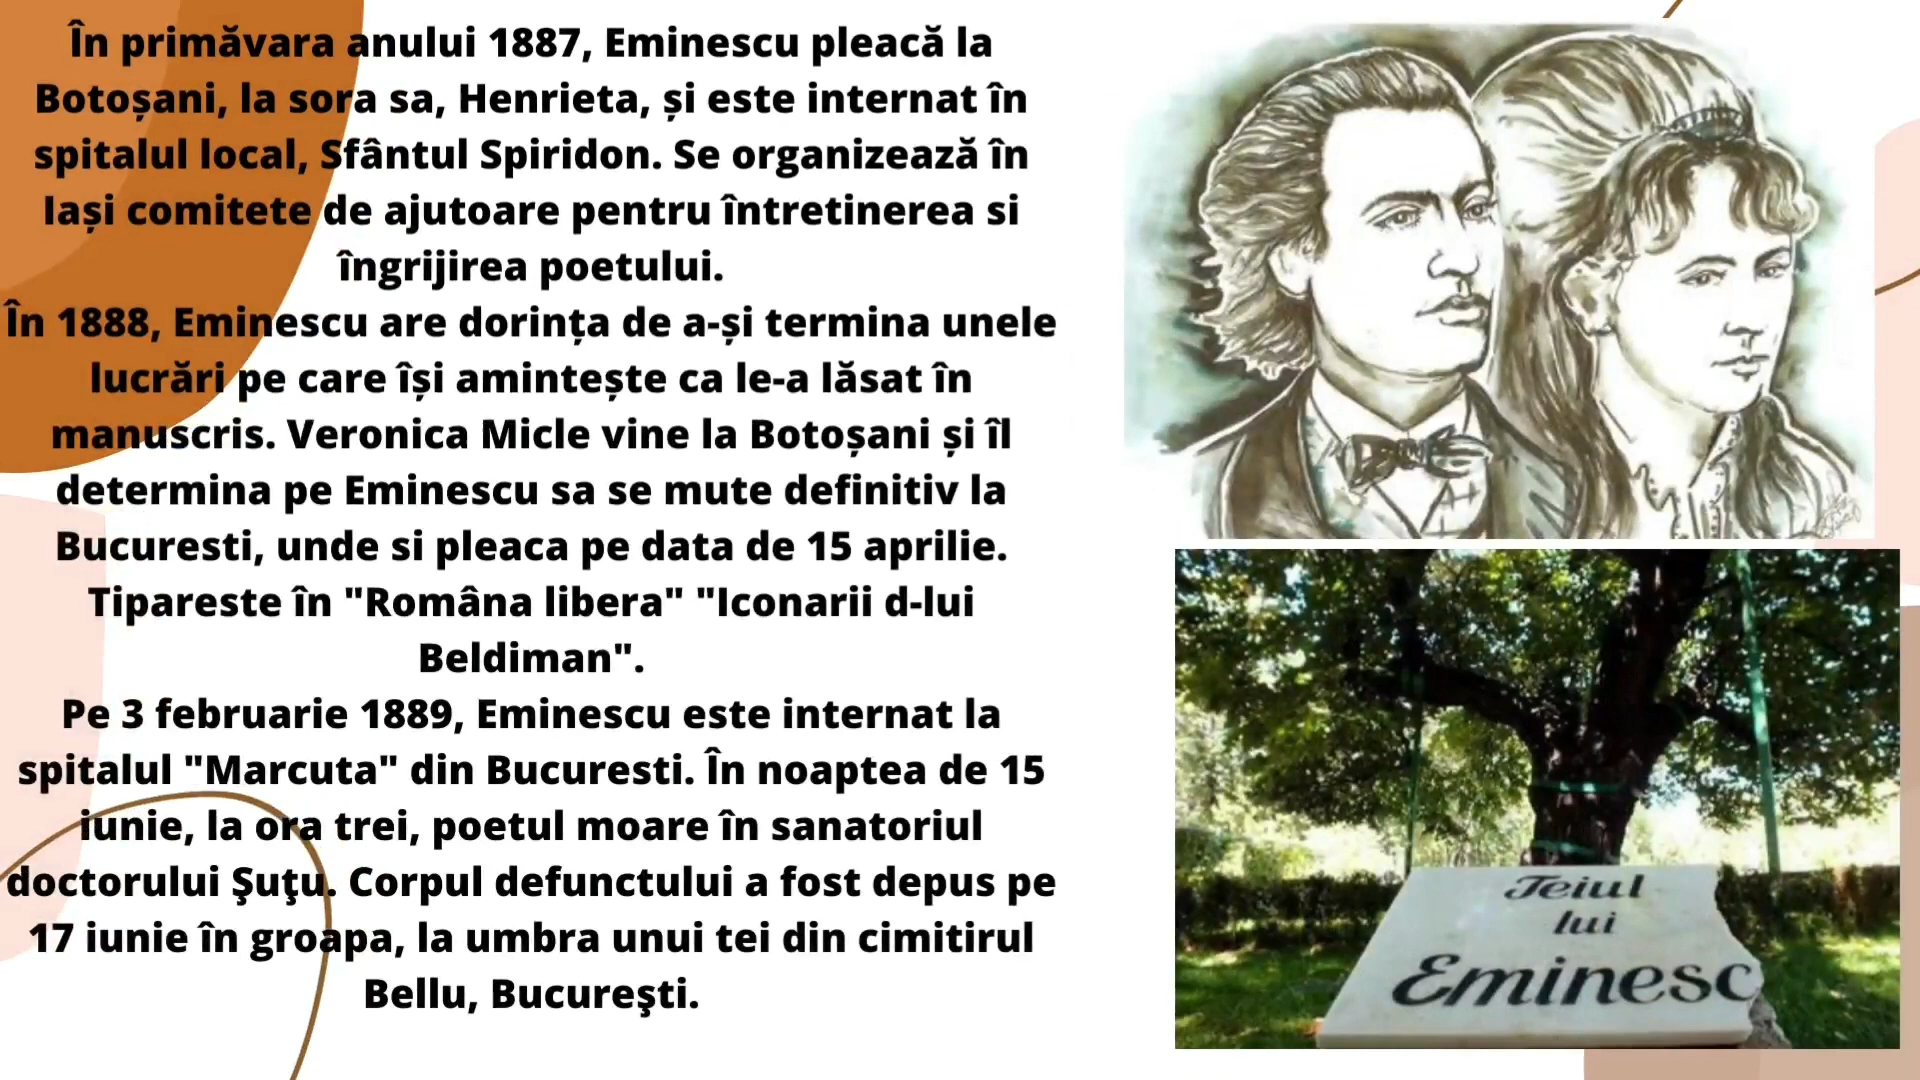 În primăvara anului 1887, Eminescu pleacă la
Botoșani, la sora sa, Henrieta, și este internat în
spitalul local, Sfântul Spiridon. Se organizează în
Iași comitete de ajutoare pentru întretinerea si
îngrijirea poetului.
În 1888, Eminescu are dorința de a-și termina unele
lucrări pe care își amintește ca le-a lăsat în
manuscris. Veronica Micle vine la Botoșani și îl
determina pe Eminescu sa se mute definitiv la
Bucuresti, unde si pleaca pe data de 15 aprilie.
Tipareste în "Româna libera" "Iconarii d-lui
Beldiman".
Pe 3 februarie 1889, Eminescu este internat la
spitalul "Marcuta" din Bucuresti. În noaptea de 15
iunie, la ora trei, poetul moare în sanatoriul
doctorului Şuţu. Corpul defunctului a fost depus pe
17 iunie în groapa, la umbra unui tei din cimitirul
Bellu, Bucureşti.
Teiul
lui
Eminesc